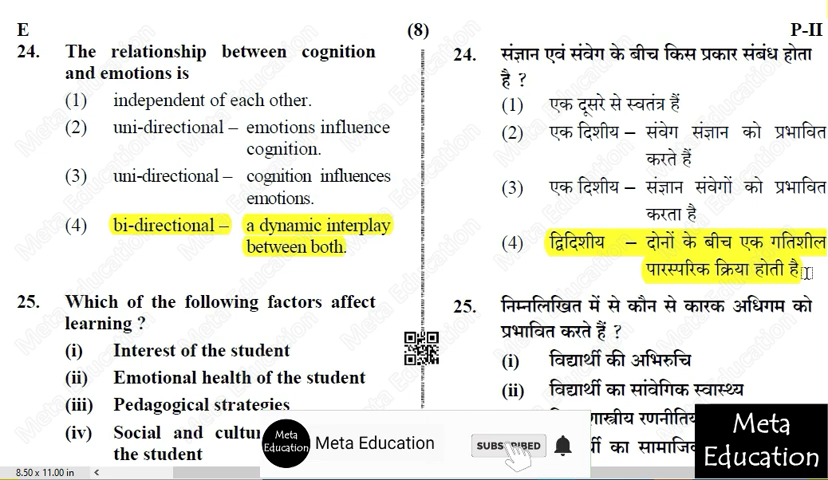 E
(8)
P-II
24. The relationship between cognition
and emotions is
(1) independent of each other.
(2) uni-directional – emotions influence
cognition.
(3) uni-directional – cognition influences
emotions.
(4) bi-directional – a dynamic interplay
between both.
25. Which of the following factors affect
learning ?
(i) Interest of the student
(ii) Emotional health of the student
(iii) Pedagogical strategies
(iv) Social and
the student
24. संज्ञान एवं संवेग के बीच किस प्रकार संबंध होता
है ?
(1) एक दूसरे से स्वतंत्र हैं
(2) एक दिशीय – संवेग संज्ञान को प्रभावित
करते हैं
(3) एक दिशीय – संज्ञान संवेगों को प्रभावित
करता है
(4) द्विदिशीय – दोनों के बीच एक गतिशील
पारस्परिक क्रिया होती है
25. निम्नलिखित में से कौन से कारक अधिगम को
प्रभावित करते हैं ?
(i) विद्यार्थी की अभिरुचि
(ii) विद्यार्थी का सांवेगिक स्वास्थ्य
का
Meta
Education
Meta Education
SUBSCRIBED
Meta
Education
8.50 x 11.00 in